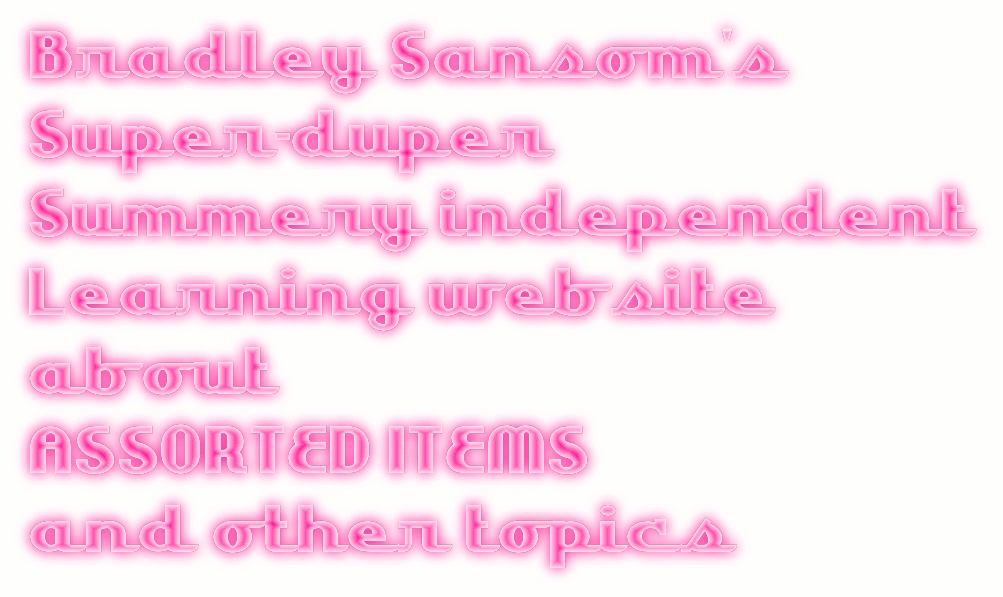 Bradley Sansom's
Super-duper
Summery independent
Learning website
about
ASSORTED ITEMS
and other topics